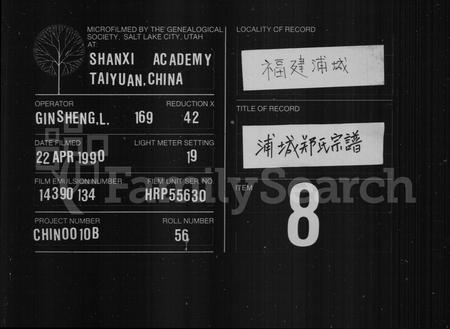 MICROFILMED BY THE GENEALOGICAL
SOCIETY, SALT LAKE CITY, UTAH
AT:
SHANXI ACADEMY
TAIYUAN.CHINA
OPERATOR REDUCTION X
GINSHENG.L. 169 42
DATE FILMED LIGHT METER SETTING
22 APR 1990 19
FILM EMULSION NUMBER FILM UNIT SER. NO.
14390 134 HRP55630
PROJECT NUMBER ROLL NUMBER
CHIN0010B 56
LOCALITY OF RECORD
福建浦城
TITLE OF RECORD
浦城郑氏宗譜
ITEM
8
FamilySearch